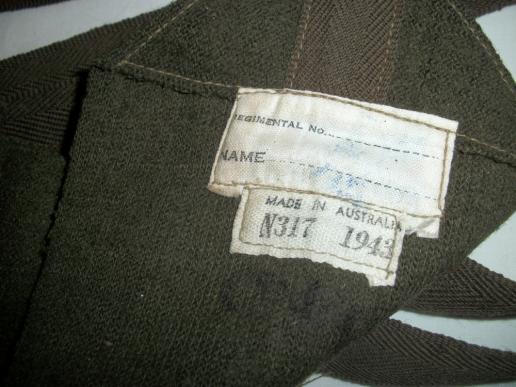 REGIMENTAL No.
NAME
MADE IN AUSTRALIA
N317 1943